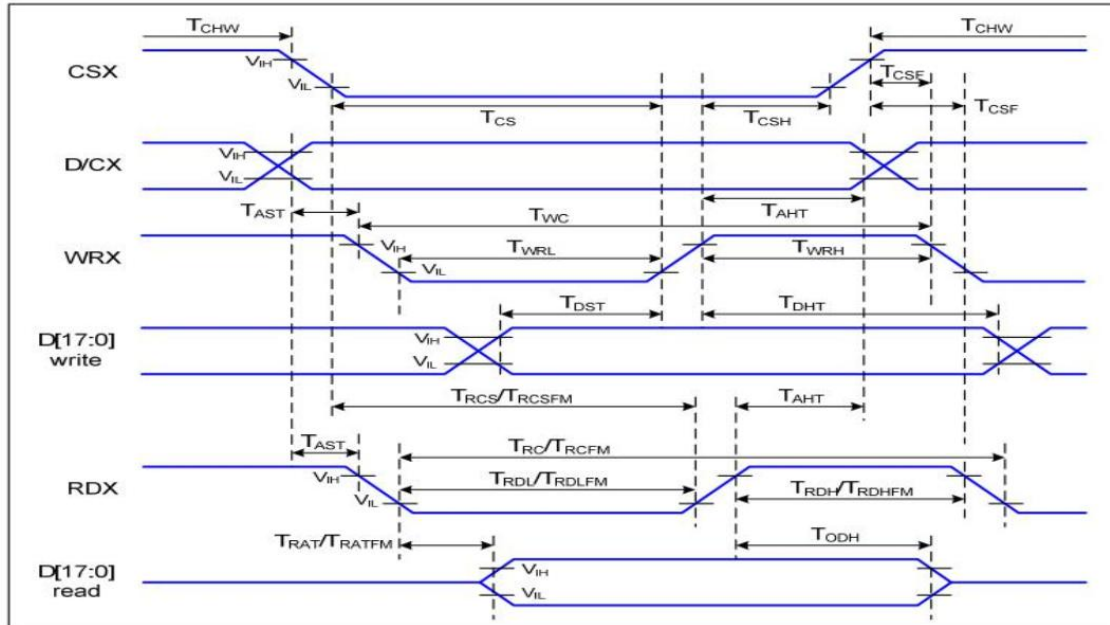 TCHW TCHW
VIH
CSX TCSF
VIL
TCS TCSH TCSF
VIH
D/CX
VIL
TAST TWC TAHT
VIH
WRX TWRL TWRH
VIL
TDST TDHT
D[17:0] VIH
write VIL
TRCS/TRCSFM TAHT
TAST TRC/TRCFM
VIH
RDX TRDL/TRDLFM TRDH/TRDHFM
VIL
TRAT/TRATFM TODH
D[17:0] VIH
read VIL